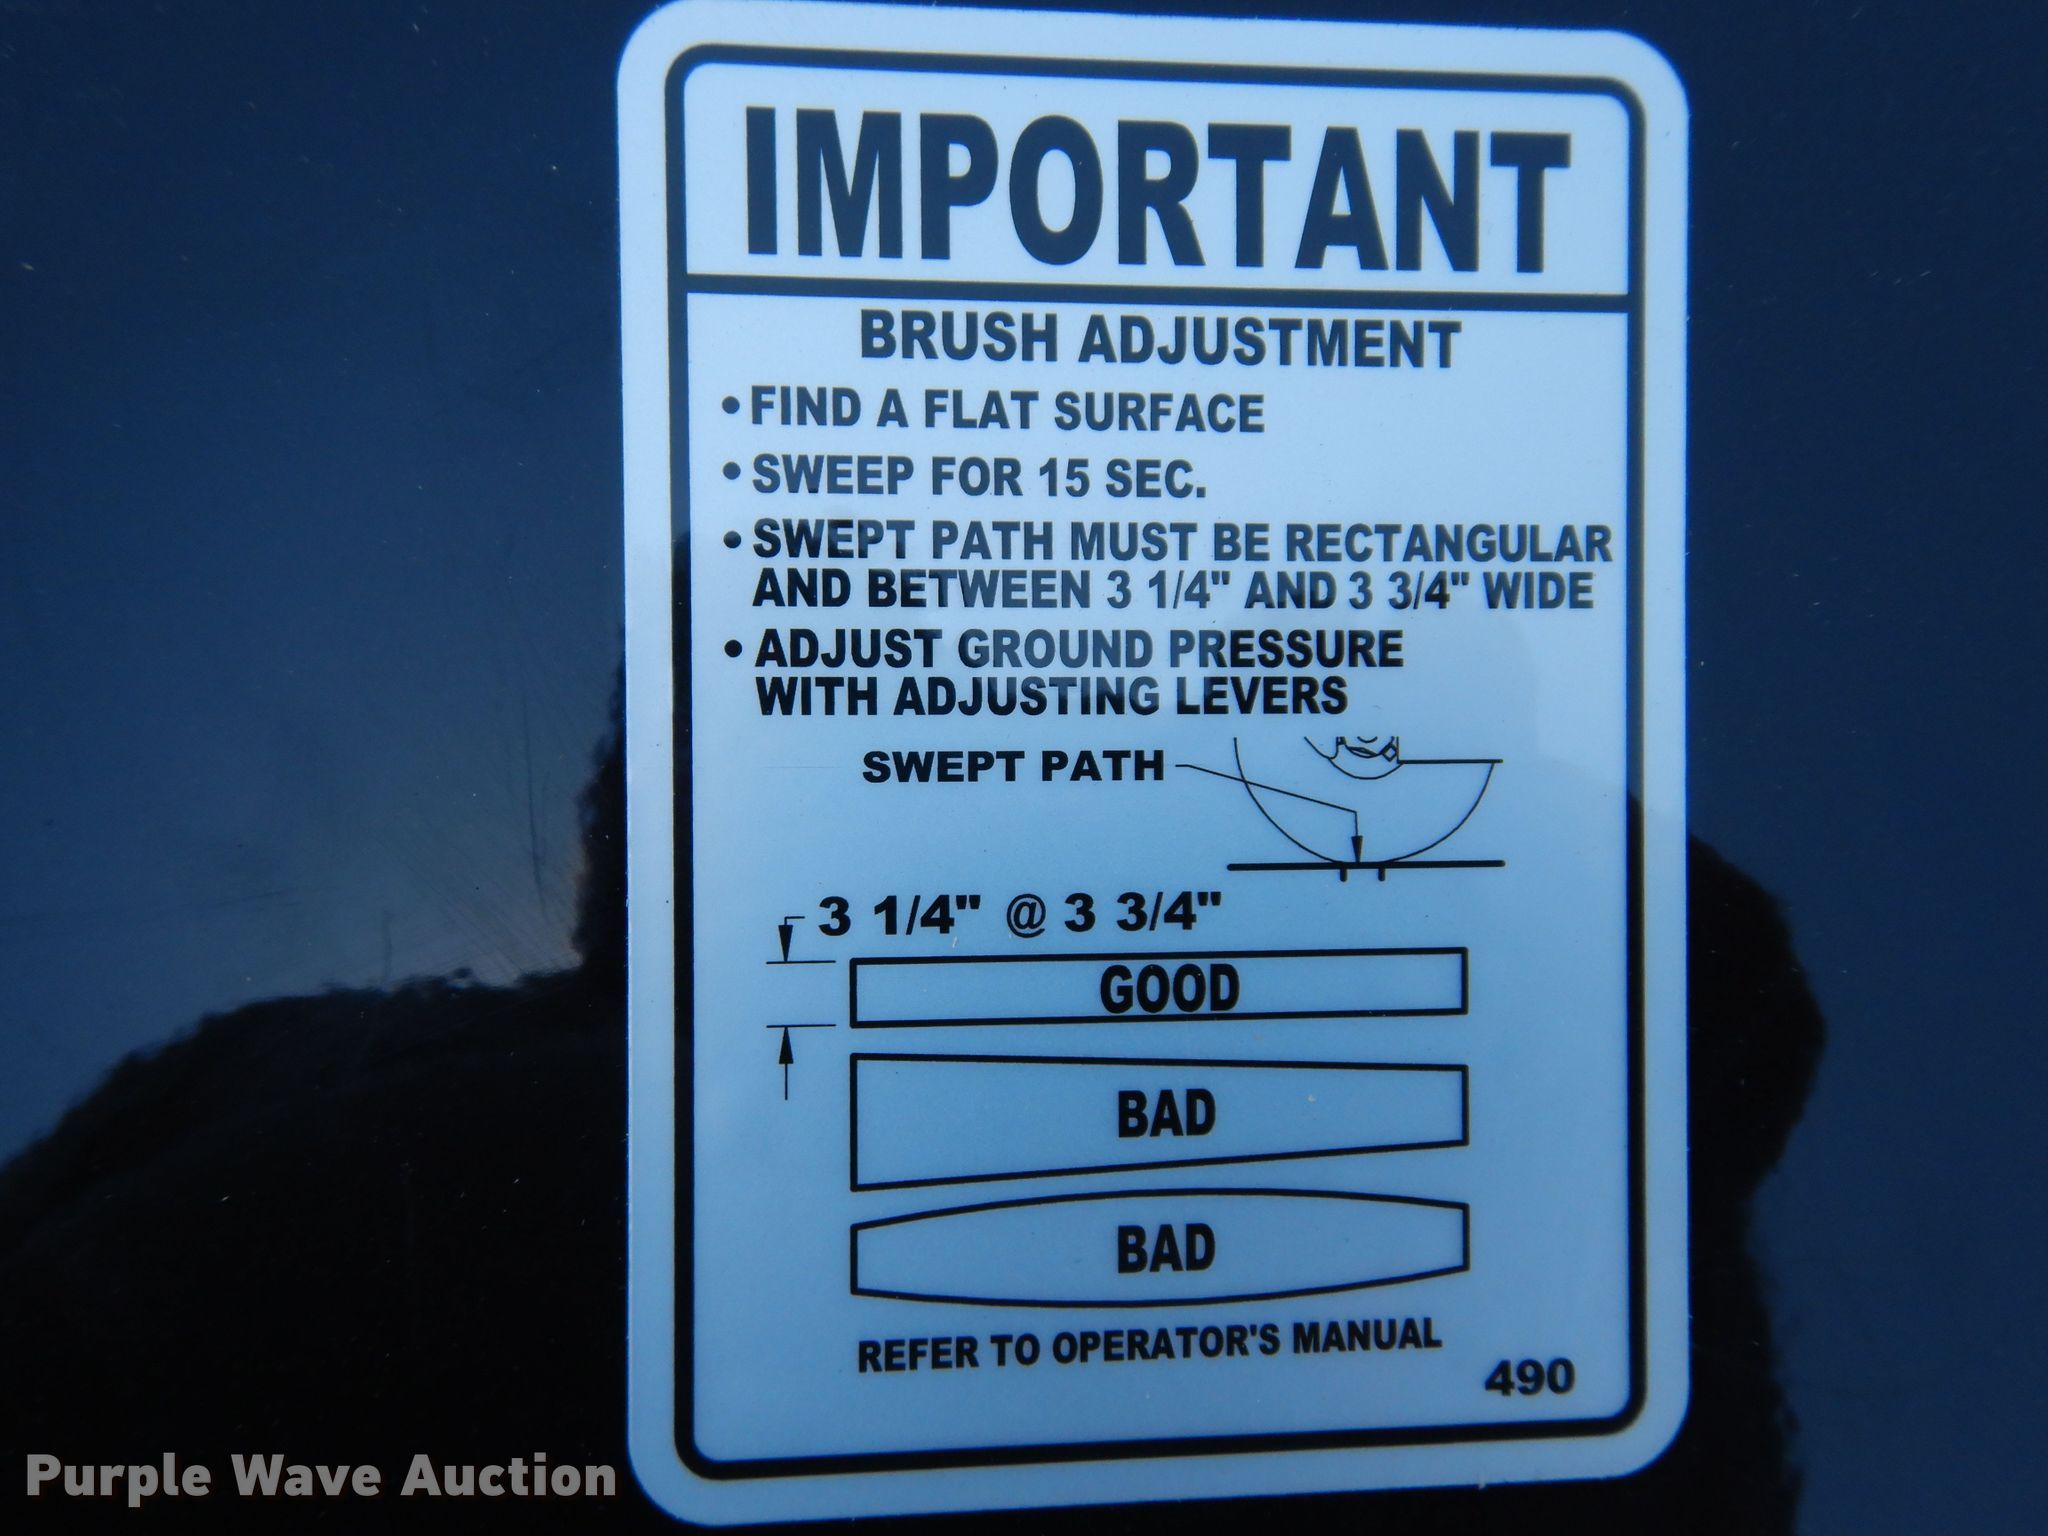 IMPORTANT
BRUSH ADJUSTMENT
• FIND A FLAT SURFACE
• SWEEP FOR 15 SEC.
• SWEPT PATH MUST BE RECTANGULAR
AND BETWEEN 3 1/4" AND 3 3/4" WIDE
• ADJUST GROUND PRESSURE
WITH ADJUSTING LEVERS
SWEPT PATH
3 1/4" @ 3 3/4"
GOOD
BAD
BAD
REFER TO OPERATOR'S MANUAL
490
Purple Wave Auction